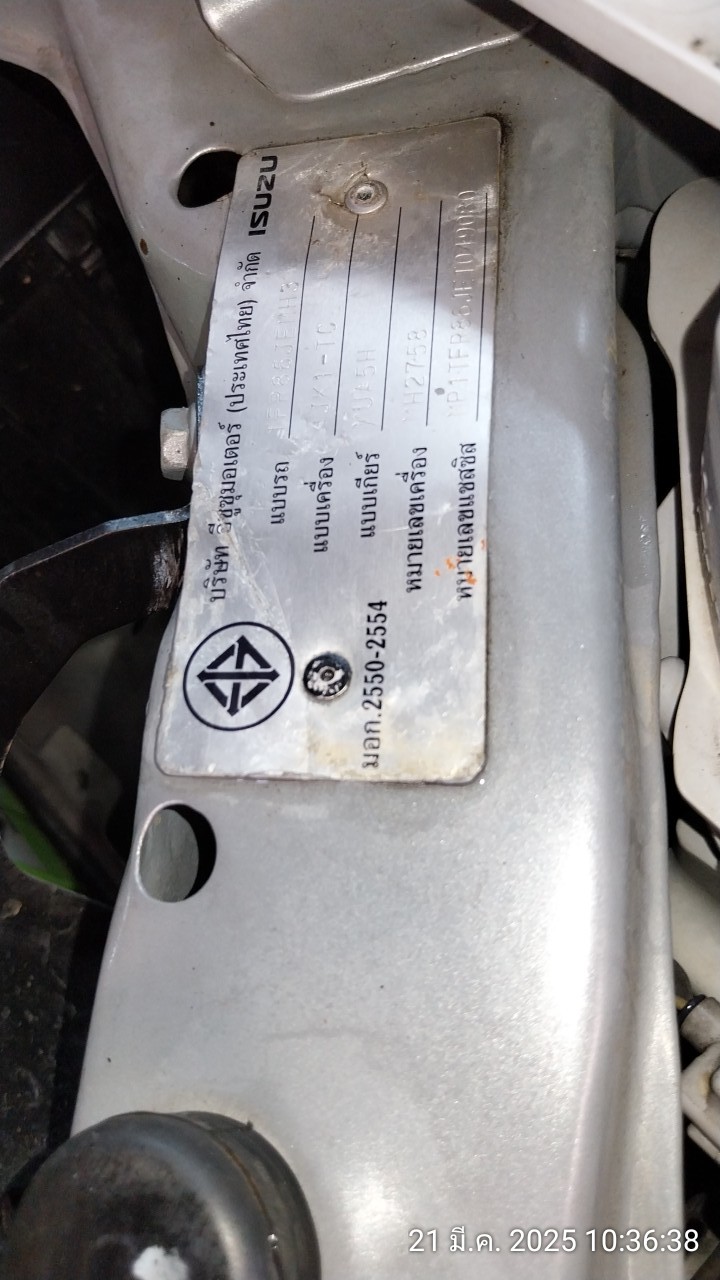 ISUZU
บริษัท อีซูซุมอเตอร์ (ประเทศไทย) จำกัด
แบบรถ
แบบเครื่อง 4JK1-TC
แบบเกียร์
หมายเลขเครื่อง
หมายเลขแชสซิส
มอก.2550-2554
21 มี.ค. 2025 10:36:38